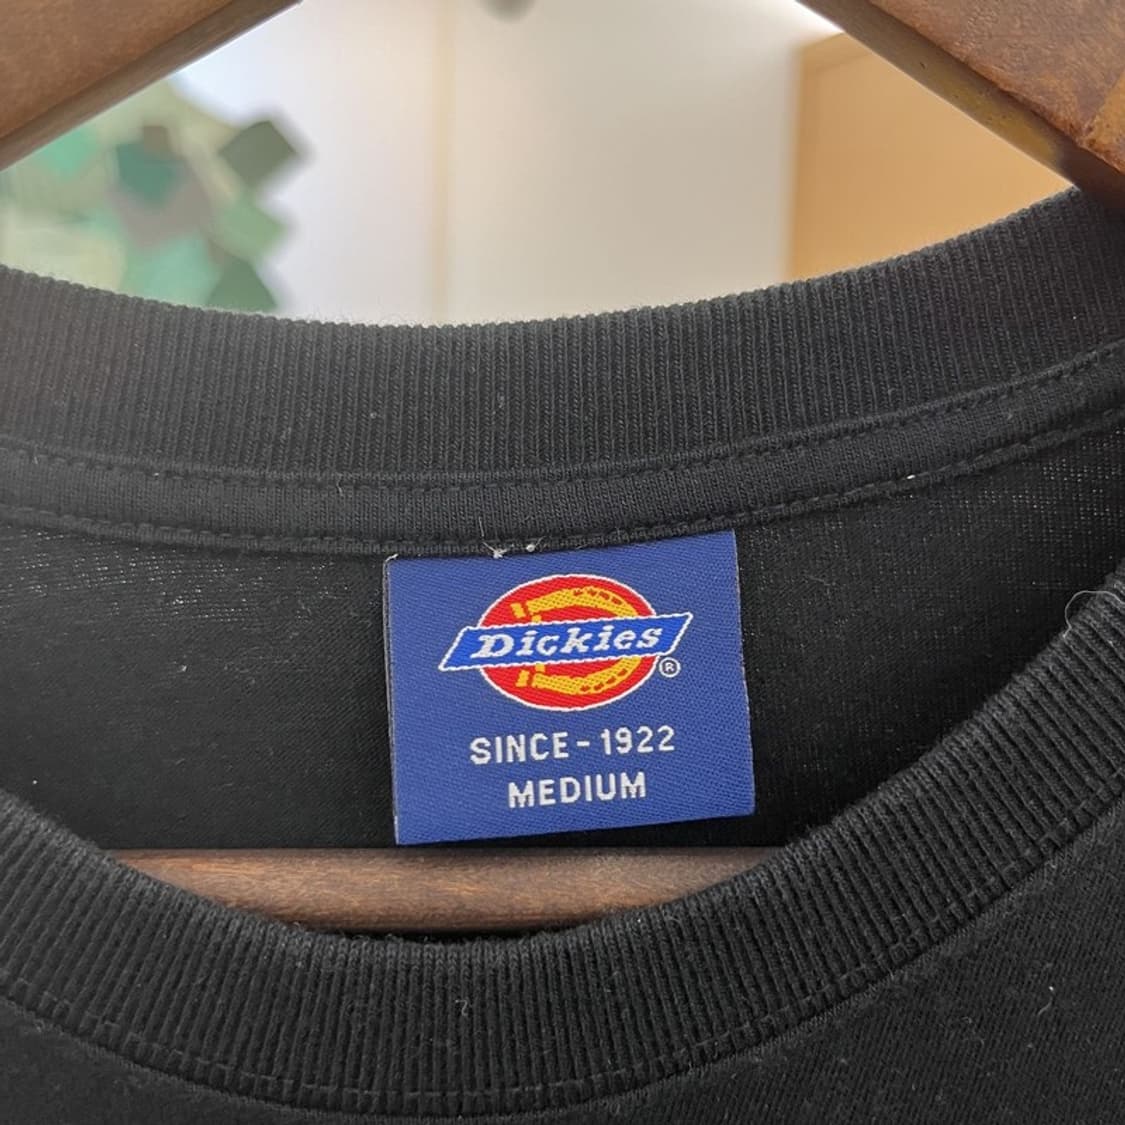 Dickies
®
SINCE - 1922
MEDIUM